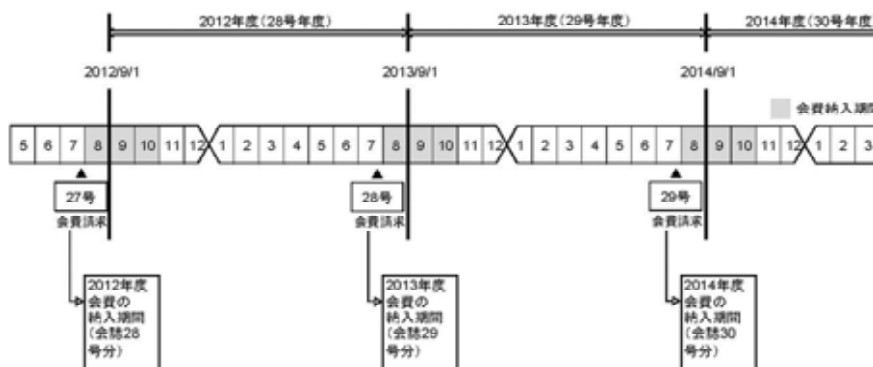 2012年度(28号年度)
2013年度(29号年度)
2014年度(30号年度
2012/9/1
2013/9/1
2014/9/1
会費納入期間
5 6 7 8 9 10 11 12 1 2 3 4 5 6 7 8 9 10 11 12 1 2 3 4 5 6 7 8 9 10 11 12 1 2 3
27号
28号
29号
会費請求
会費請求
会費請求
2012年度
会費の
納入期間
(会誌28
号分)
2013年度
会費の
納入期間
(会誌29
号分)
2014年度
会費の
納入期間
(会誌30
号分)